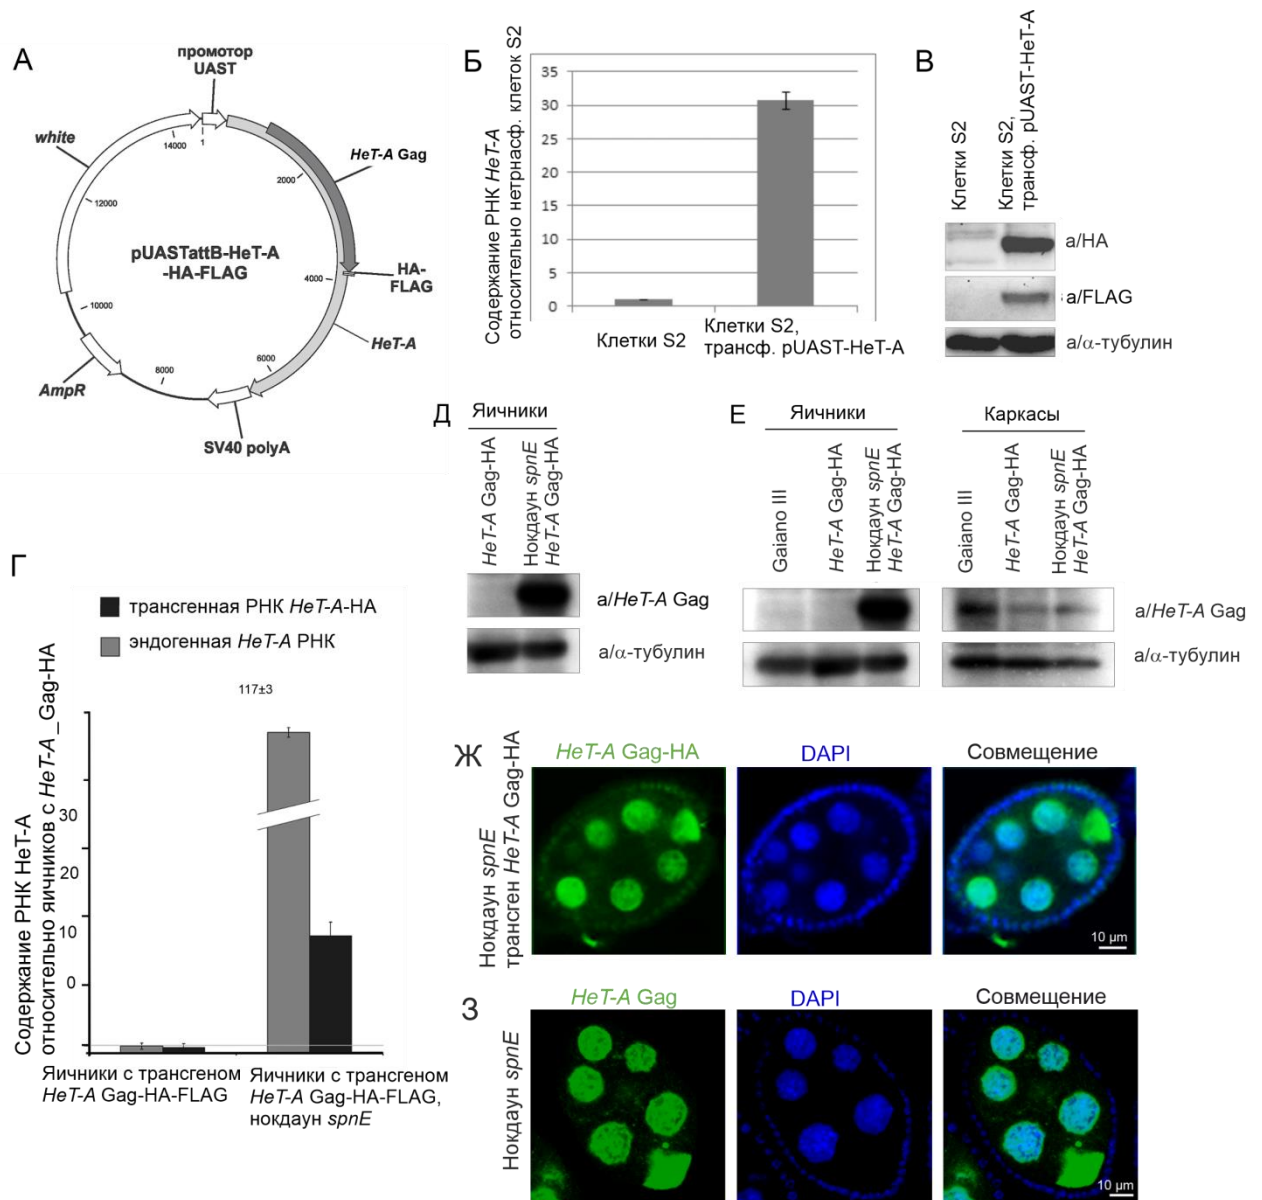 А
промотор
UAST
white
14000
1
HeT-A Gag
2000
12000
pUASTattB-HeT-A
-HA-FLAG
HA-
FLAG
4000
10000
HeT-A
6000
8000
AmpR
SV40 polyA
Б
Содержание РНК HeT-A
относительно нетрнасф. клеток S2
35
30
25
20
15
10
5
0
Клетки S2
Клетки S2,
трансф. pUAST-HeT-A
В
Клетки S2
Клетки S2,
трансф. pUAST-HeT-A
а/HA
а/FLAG
а/α-тубулин
Г
трансгенная РНК HeT-A-HA
эндогенная HeT-A РНК
Содержание РНК HeT-A
относительно яичников с HeT-A_Gag-HA
117±3
30
20
10
0
Яичники с трансгеном
HeT-A Gag-HA-FLAG
Яичники с трансгеном
HeT-A Gag-HA-FLAG,
нокдаун spnE
Д
Яичники
HeT-A Gag-HA
Нокдаун spnE
HeT-A Gag-HA
а/HeT-A Gag
а/α-тубулин
Е
Яичники
Каркасы
Gaiano III
HeT-A Gag-HA
Нокдаун spnE
HeT-A Gag-HA
Gaiano III
HeT-A Gag-HA
Нокдаун spnE
HeT-A Gag-HA
а/HeT-A Gag
а/α-тубулин
Ж
Нокдаун spnE
трансген HeT-A Gag-HA
HeT-A Gag-HA
DAPI
Совмещение
10 µm
З
Нокдаун spnE
HeT-A Gag
DAPI
Совмещение
10 µm